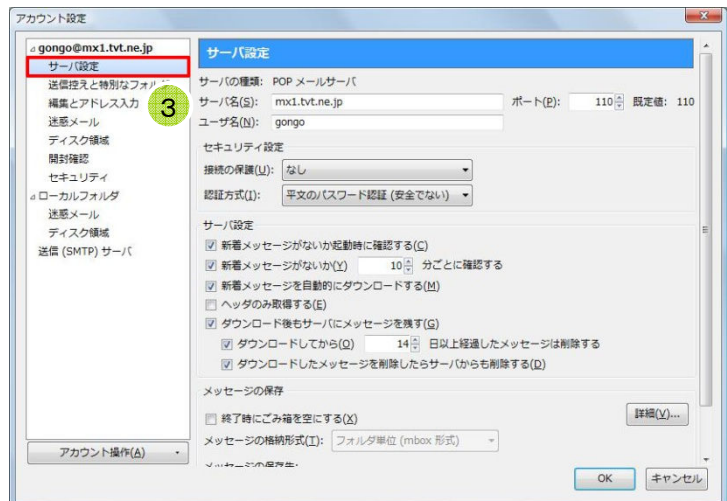 アカウント設定
gongo@mx1.tvt.ne.jp
サーバ設定
送信控えと特別なフォル
編集とアドレス入力
迷惑メール
ディスク領域
開封確認
セキュリティ
ローカルフォルダ
迷惑メール
ディスク領域
送信 (SMTP) サーバ
アカウント操作(A)
3
サーバ設定
サーバの種類: POP メールサーバ
サーバ名(S): mx1.tvt.ne.jp ポート(P): 110 既定値: 110
ユーザ名(N): gongo
セキュリティ設定
接続の保護(U): なし
認証方式(I): 平文のパスワード認証 (安全でない)
サーバ設定
新着メッセージがないか起動時に確認する(C)
新着メッセージがないか(Y) 10 分ごとに確認する
新着メッセージを自動的にダウンロードする(M)
ヘッダのみ取得する(E)
ダウンロード後もサーバにメッセージを残す(G)
ダウンロードしてから(O) 14 日以上経過したメッセージは削除する
ダウンロードしたメッセージを削除したらサーバからも削除する(D)
メッセージの保存
終了時にごみ箱を空にする(X) 詳細(V)...
メッセージの格納形式(T): フォルダ単位 (mbox 形式)
メッセージの保存先:
OK キャンセル